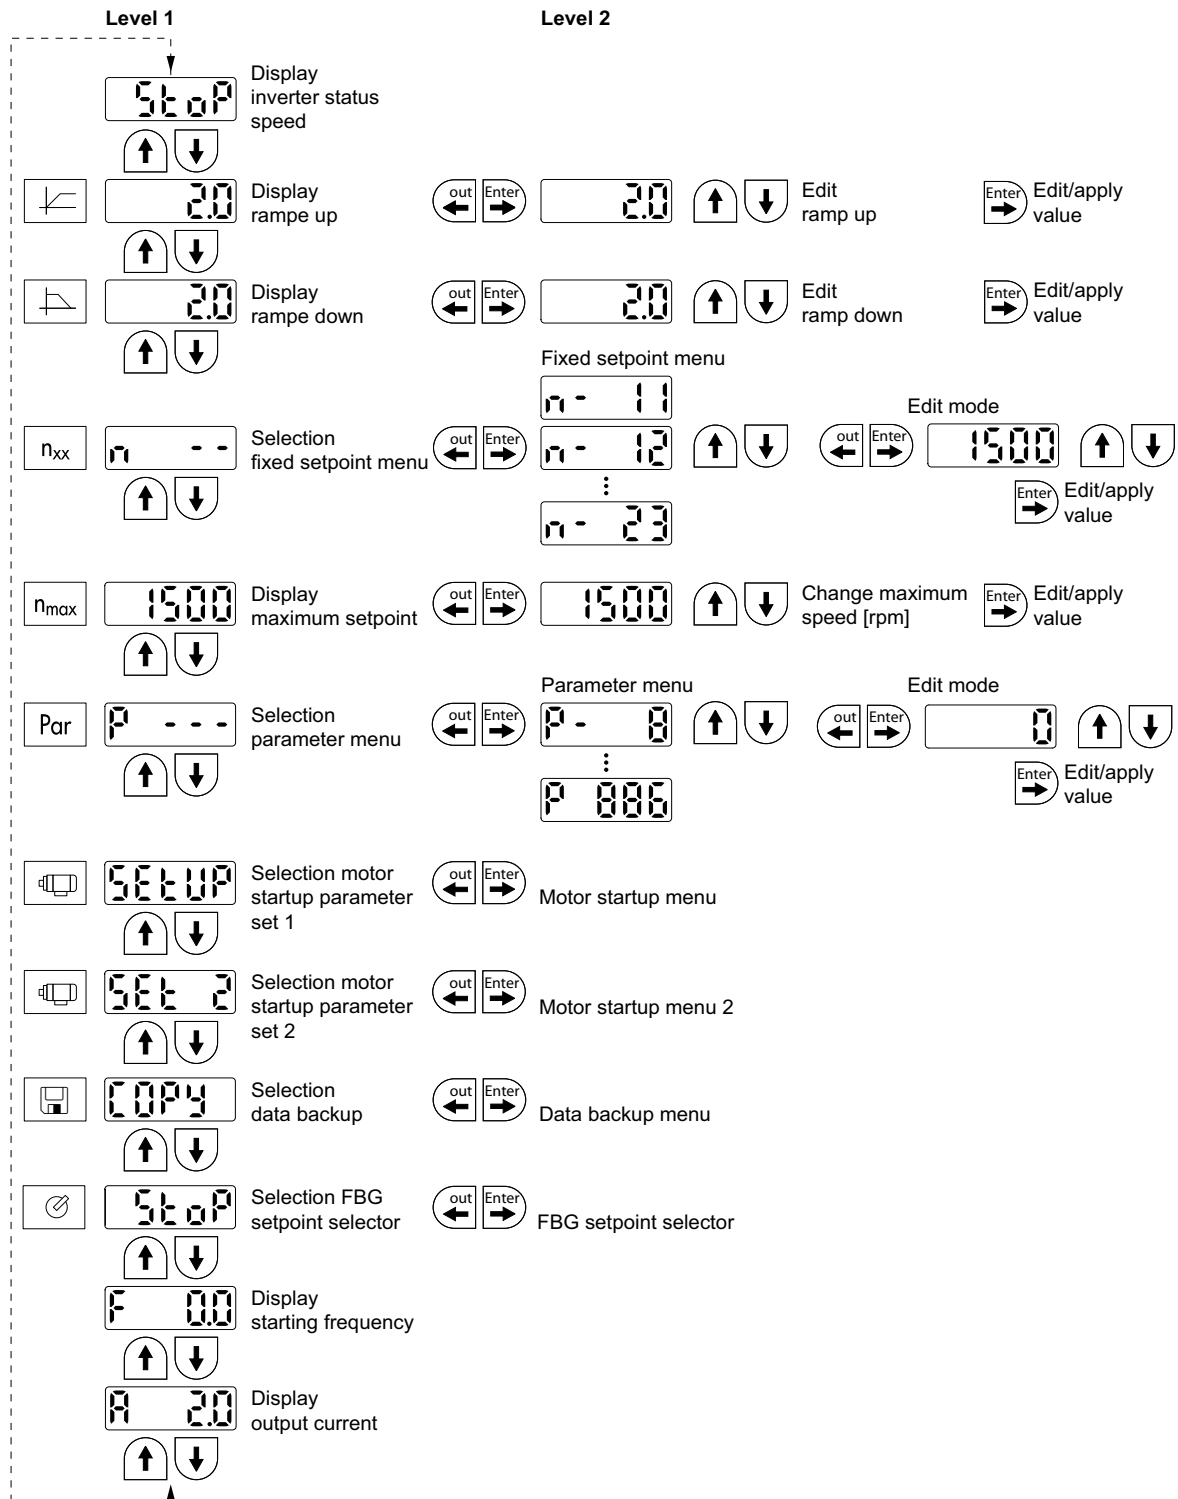 Level 1 Level 2
StoP Display
inverter status
speed
2.0 Display
rampe up
out Enter 2.0 Edit
ramp up
Enter Edit/apply
value
2.0 Display
rampe down
out Enter 2.0 Edit
ramp down
Enter Edit/apply
value
Fixed setpoint menu
n- 11
Edit mode
nxx n -- Selection
fixed setpoint menu
out Enter n- 12 out Enter 1500
n- 23
Enter Edit/apply
value
nmax 1500 Display
maximum setpoint
out Enter 1500 Change maximum
speed [rpm]
Enter Edit/apply
value
Parameter menu Edit mode
Par P --- Selection
parameter menu
out Enter P- 8 out Enter 0
P 886
Enter Edit/apply
value
SEtUP Selection motor
startup parameter
set 1
out Enter Motor startup menu
SEt 2 Selection motor
startup parameter
set 2
out Enter Motor startup menu 2
COPY Selection
data backup
out Enter Data backup menu
StoP Selection FBG
setpoint selector
out Enter FBG setpoint selector
F 0.0 Display
starting frequency
A 2.0 Display
output current